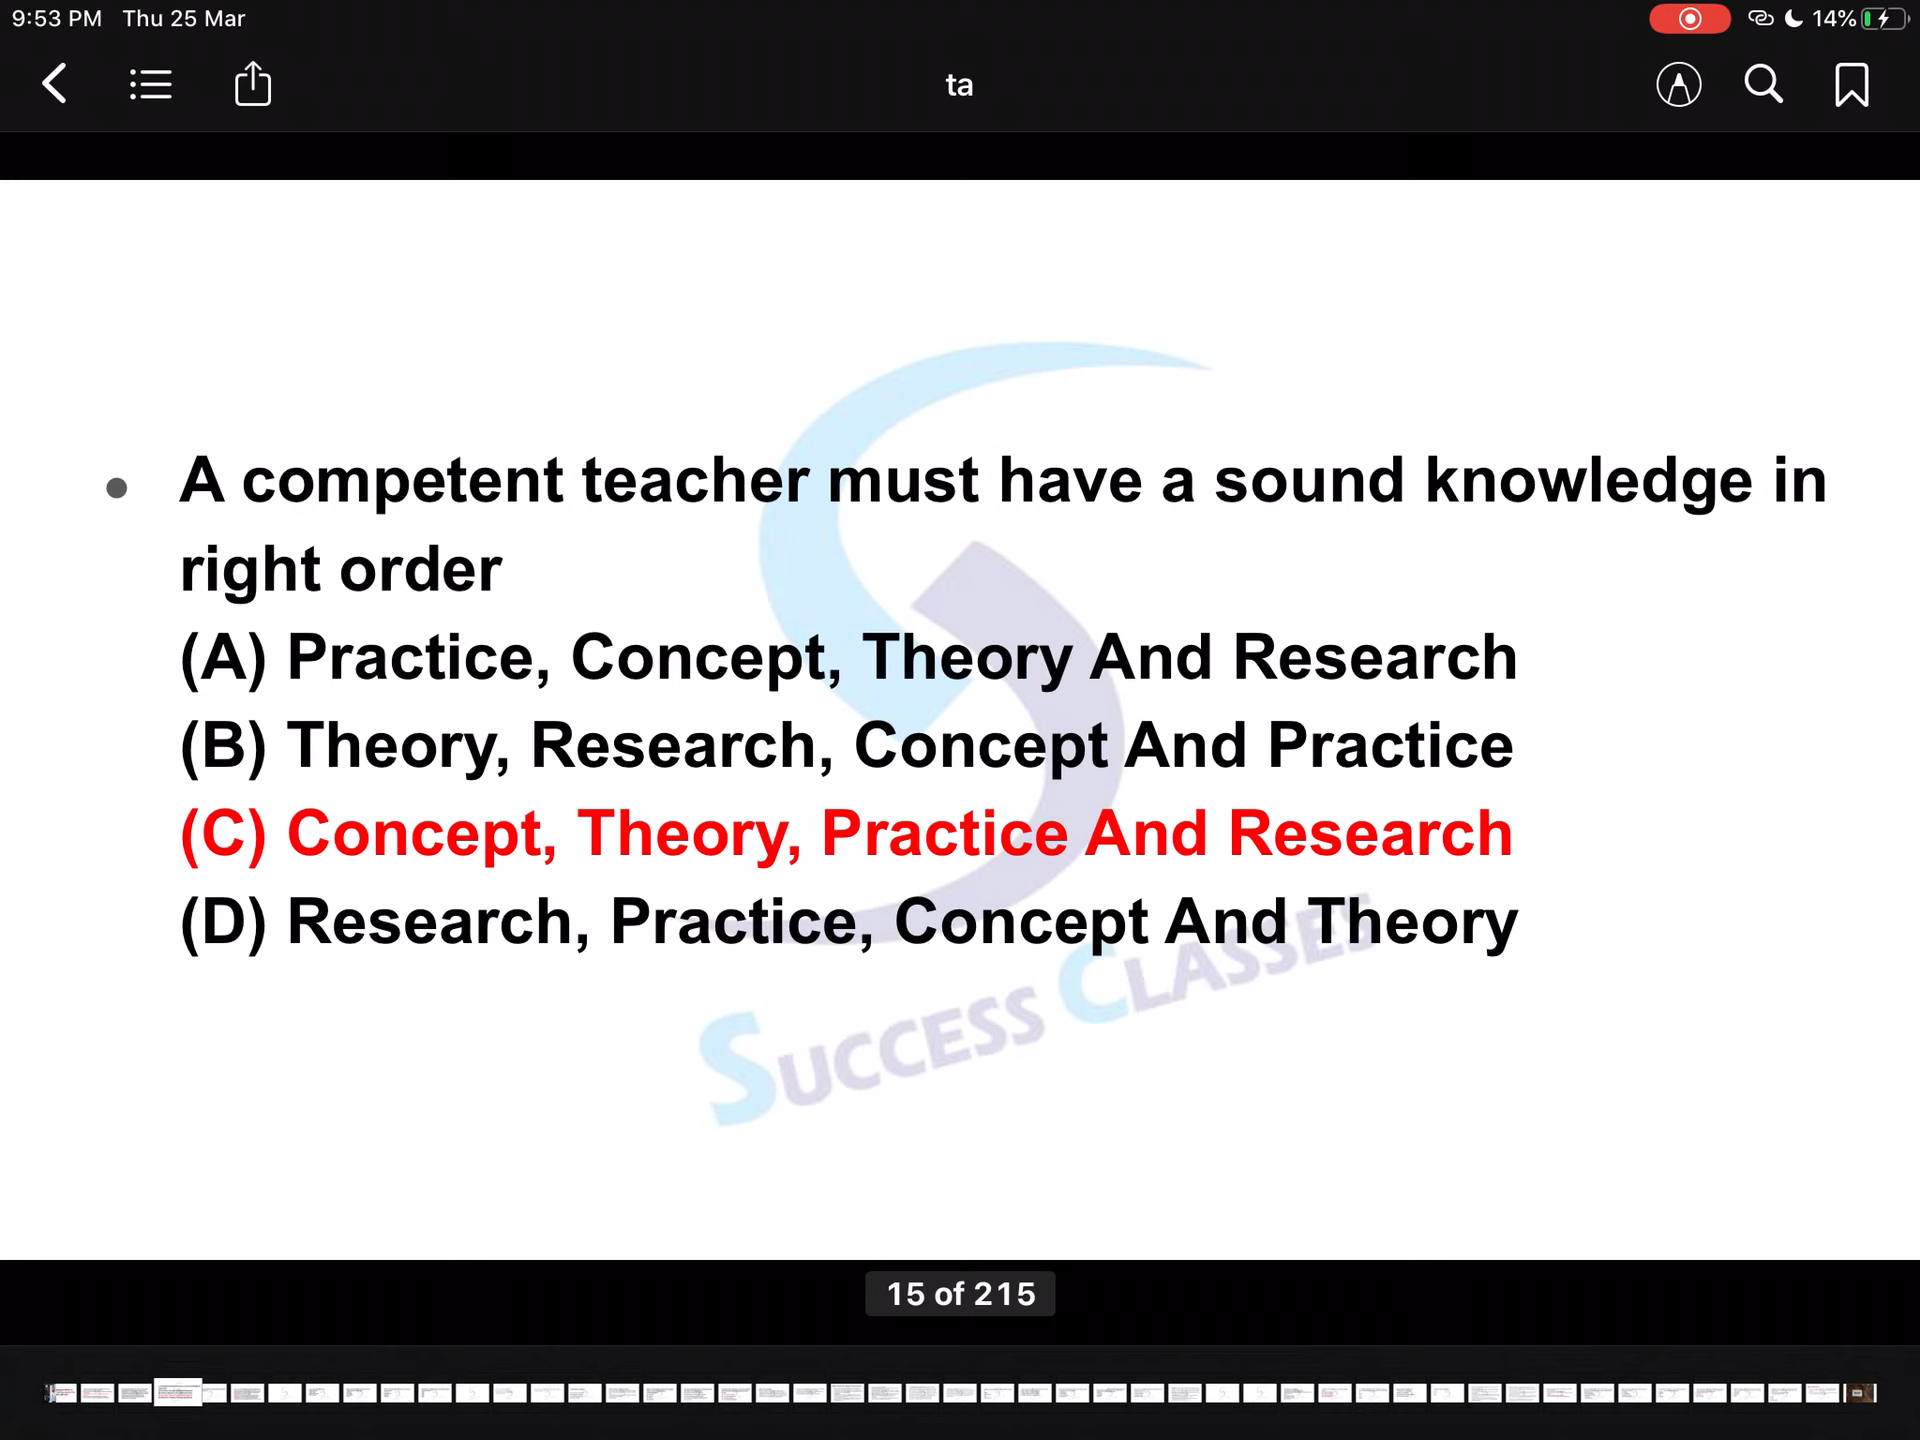 9:53 PM Thu 25 Mar
14%
ta
• A competent teacher must have a sound knowledge in
right order
(A) Practice, Concept, Theory And Research
(B) Theory, Research, Concept And Practice
(C) Concept, Theory, Practice And Research
(D) Research, Practice, Concept And Theory
SUCCESS CLASSES
15 of 215